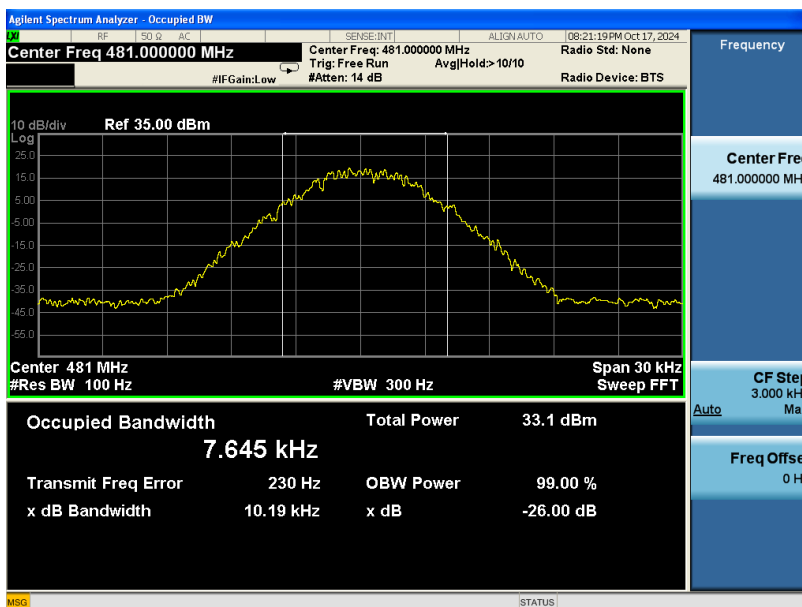 Agilent Spectrum Analyzer - Occupied BW
LXI RF 50 Ω AC SENSE:INT ALIGN AUTO 08:21:19 PM Oct 17, 2024
Center Freq 481.000000 MHz Center Freq: 481.000000 MHz Radio Std: None Frequency
Trig: Free Run Avg|Hold:>10/10
#IFGain:Low #Atten: 14 dB Radio Device: BTS
10 dB/div Ref 35.00 dBm
Log
25.0
15.0
5.00
-5.00
-15.0
-25.0
-35.0
-45.0
-55.0
Center 481 MHz Span 30 kHz
#Res BW 100 Hz #VBW 300 Hz Sweep FFT
Occupied Bandwidth Total Power 33.1 dBm
7.645 kHz
Transmit Freq Error 230 Hz OBW Power 99.00 %
x dB Bandwidth 10.19 kHz x dB -26.00 dB
Center Fre
481.000000 MH
CF Step
3.000 kH
Auto Ma
Freq Offse
0 H
MSG STATUS